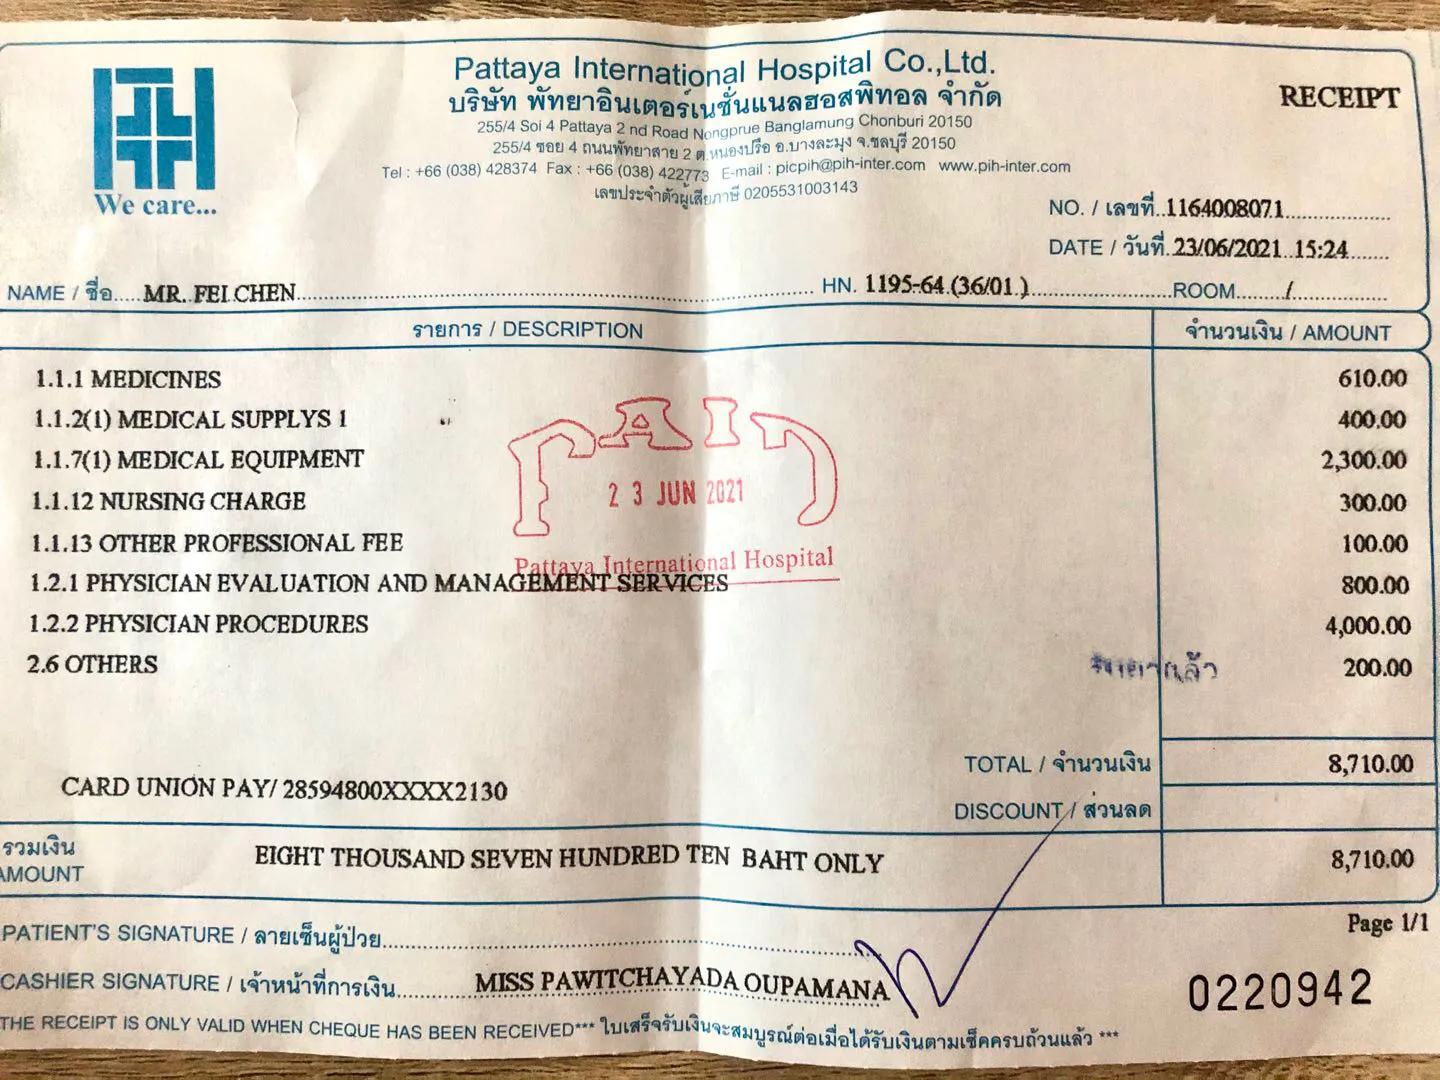 Pattaya International Hospital Co.,Ltd.
บริษัท พัทยาอินเตอร์เนชั่นแนลฮอสพิทอล จำกัด
RECEIPT
255/4 Soi 4 Pattaya 2 nd Road Nongprue Banglamung Chonburi 20150
255/4 ซอย 4 ถนนพัทยาสาย 2 ต.หนองปรือ อ.บางละมุง จ.ชลบุรี 20150
Tel : +66 (038) 428374 Fax : +66 (038) 422773 E-mail : picpih@pih-inter.com www.pih-inter.com
เลขประจำตัวผู้เสียภาษี 0205531003143
We care...
NO. / เลขที่..1164008071
DATE / วันที่. 23/06/2021 15:24
NAME / ชื่อ.... MR. FEI CHEN HN. 1195-64 (36/01 ) ROOM /
รายการ / DESCRIPTION จำนวนเงิน / AMOUNT
1.1.1 MEDICINES 610.00
1.1.2(1) MEDICAL SUPPLYS 1 400.00
1.1.7(1) MEDICAL EQUIPMENT 2,300.00
1.1.12 NURSING CHARGE 300.00
1.1.13 OTHER PROFESSIONAL FEE 100.00
1.2.1 PHYSICIAN EVALUATION AND MANAGEMENT SERVICES 800.00
1.2.2 PHYSICIAN PROCEDURES 4,000.00
2.6 OTHERS 200.00
PAID
23 JUN 2021
Pattaya International Hospital
TOTAL / จำนวนเงิน 8,710.00
CARD UNION PAY/ 28594800XXXX2130
DISCOUNT / ส่วนลด
รวมเงิน
AMOUNT EIGHT THOUSAND SEVEN HUNDRED TEN BAHT ONLY 8,710.00
Page 1/1
PATIENT'S SIGNATURE / ลายเซ็นผู้ป่วย
CASHIER SIGNATURE / เจ้าหน้าที่การเงิน MISS PAWITCHAYADA OUPAMANA
0220942
THE RECEIPT IS ONLY VALID WHEN CHEQUE HAS BEEN RECEIVED*** ใบเสร็จรับเงินจะสมบูรณ์ต่อเมื่อได้รับเงินตามเช็คครบถ้วนแล้ว ***